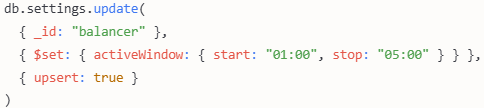 db.settings.update(
  { _id: "balancer" },
  { $set: { activeWindow: { start: "01:00", stop: "05:00" } } },
  { upsert: true }
)